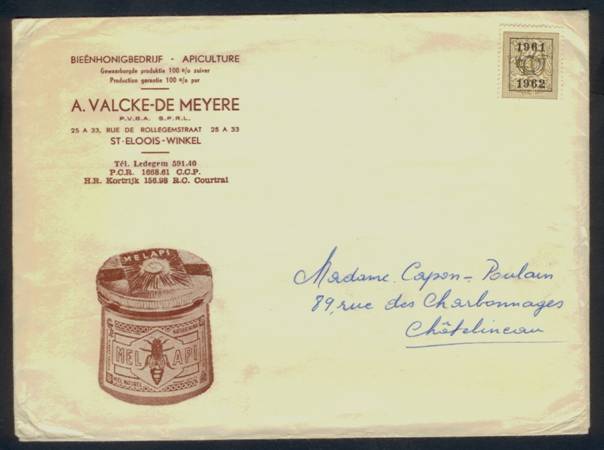 BIEËNHONIGBEDRIJF - APICULTURE
Gewaarborgde produktie 100 % zuiver
Production garantie 100 % pur
A. VALCKE-DE MEYERE
P.V.B.A. S.P.R.L.
25 A 33, RUE DE ROLLEGEMSTRAAT 25 A 33
ST-ELOOIS-WINKEL
Tél. Ledegem 591.40
P.C.R. 1668.61 C.C.P.
H.R. Kortrijk 156.98 R.C. Courtrai
1961
1962
Madame Capon-Poulain
89, rue des Charbonnages
Châtelineau
MELAPI
MEL API